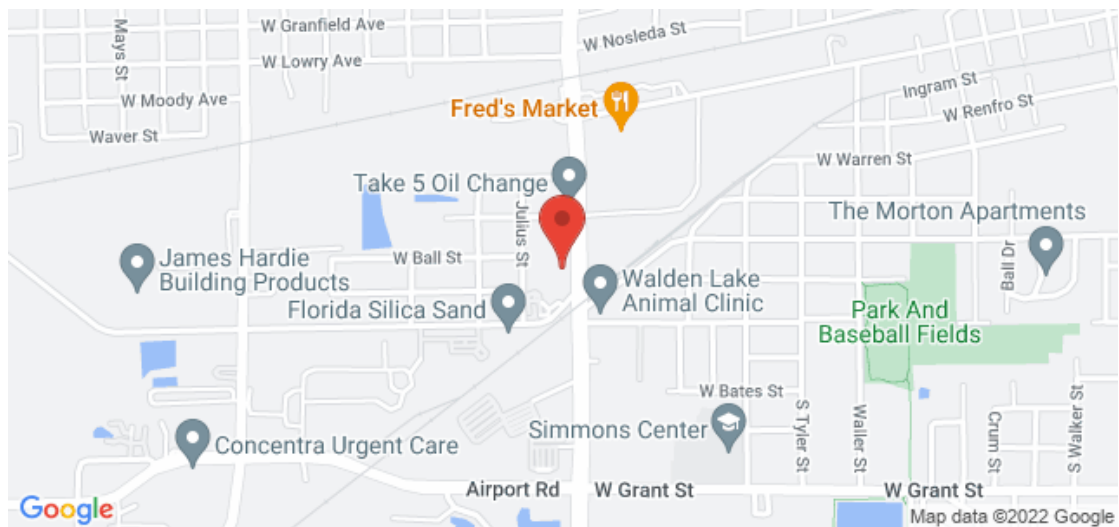 W Granfield Ave
W Nosleda St
Mays St
W Lowry Ave
Ingram St
W Moody Ave
Fred's Market
W Renfro St
Waver St
W Warren St
Take 5 Oil Change
Julius St
The Morton Apartments
James Hardie
Building Products
W Ball St
Walden Lake
Animal Clinic
Ball Dr
Florida Silica Sand
Park And
Baseball Fields
W Bates St
Simmons Center
S Tyler St
Waller St
Crum St
S Walker St
Concentra Urgent Care
Airport Rd
W Grant St
W Grant St
Google
Map data ©2022 Google